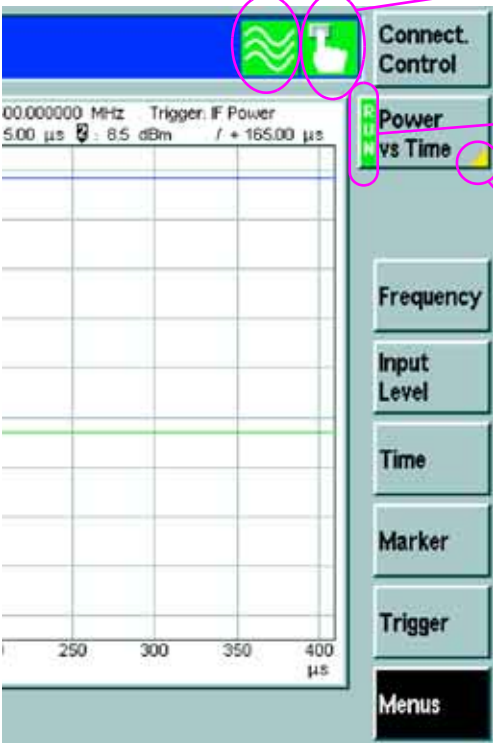 Connect.
Control
00.000000 MHz Trigger: IF Power
5.00 µs 2 : 8.5 dBm / + 165.00 µs
RUN
Power
vs Time
Frequency
Input
Level
Time
Marker
Trigger
250 300 350 400
µs
Menus